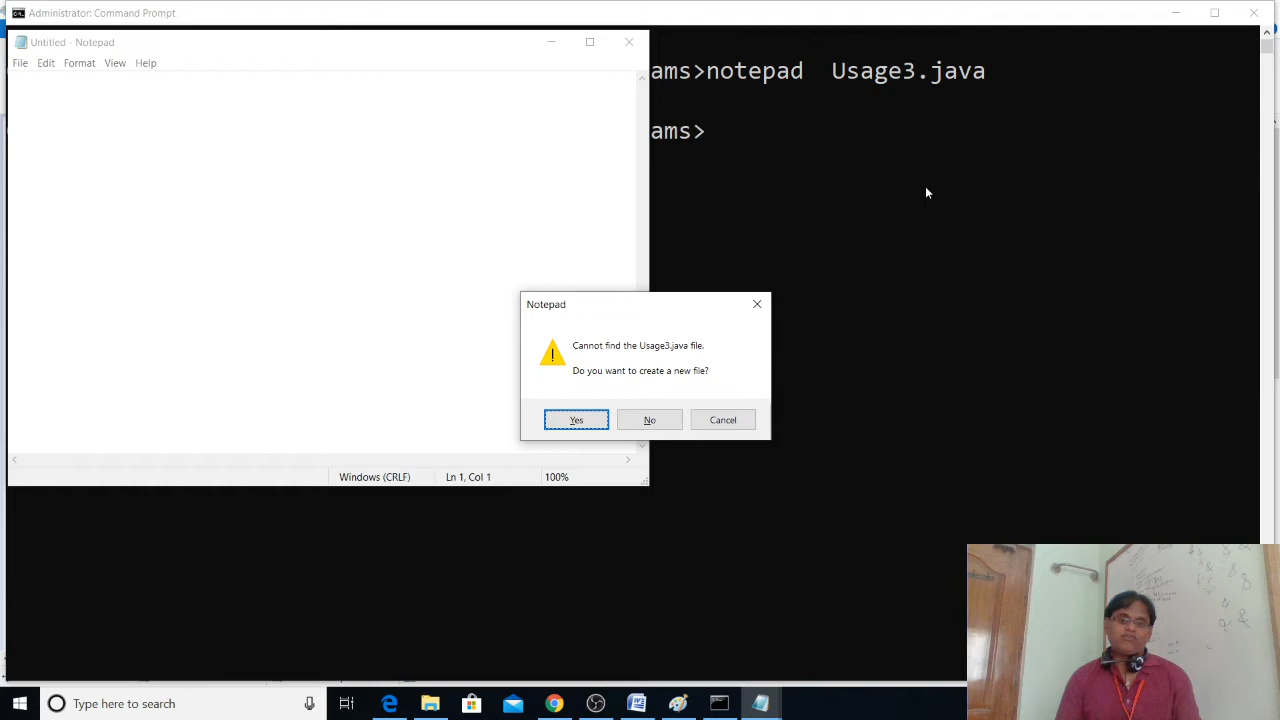 Administrator: Command Prompt
Untitled - Notepad
File Edit Format View Help
ams>notepad  Usage3.java
ams>
Notepad
Cannot find the Usage3.java file.
Do you want to create a new file?
Yes No Cancel
Windows (CRLF) Ln 1, Col 1 100%
Type here to search